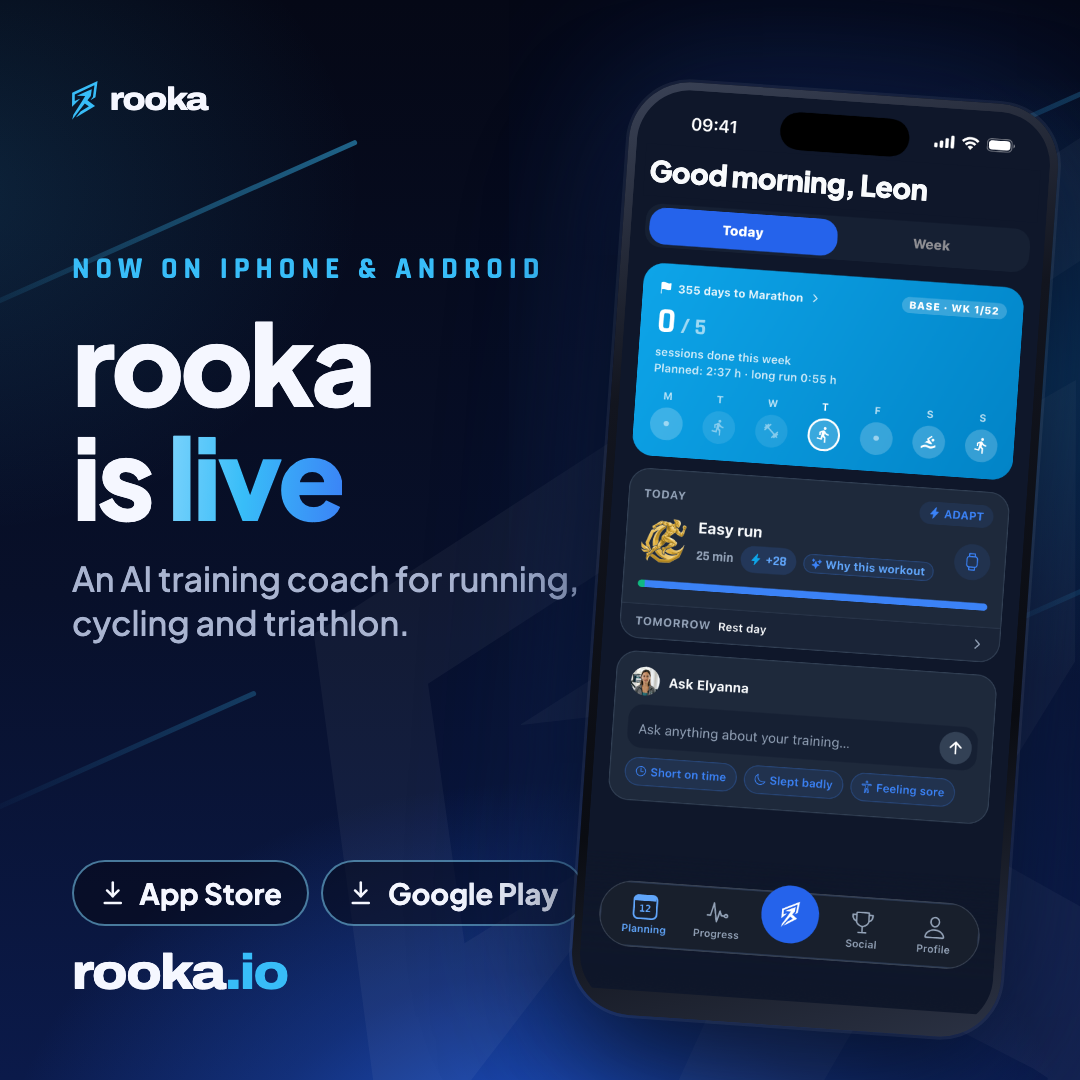 rooka
NOW ON IPHONE & ANDROID
rooka
is live
An AI training coach for running,
cycling and triathlon.
App Store
Google Play
rooka.io
09:41
Good morning, Leon
Today
Week
355 days to Marathon
BASE · WK 1/52
0 / 5
sessions done this week
Planned: 2:37 h · long run 0:55 h
M T W T F S S
TODAY
ADAPT
Easy run
25 min +28 Why this workout
TOMORROW Rest day
Ask Elyanna
Ask anything about your training...
Short on time
Slept badly
Feeling sore
12
Planning
Progress
Social
Profile